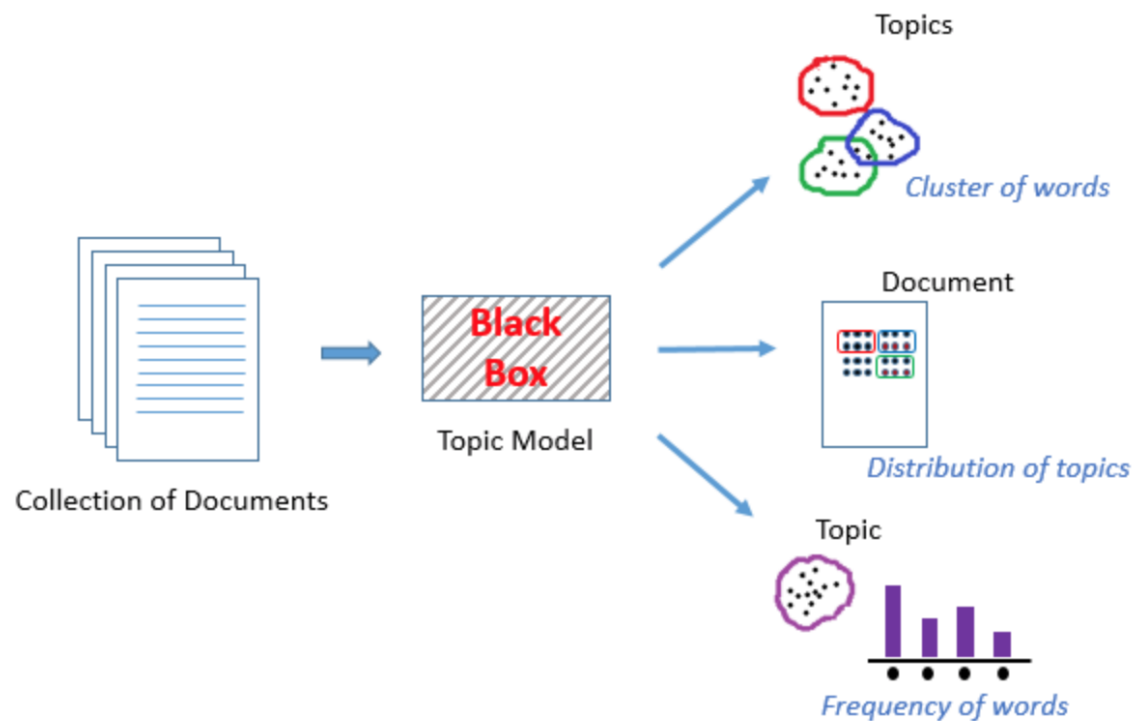 Topics
Cluster of words
Document
Black
Box
Topic Model
Distribution of topics
Collection of Documents
Topic
Frequency of words